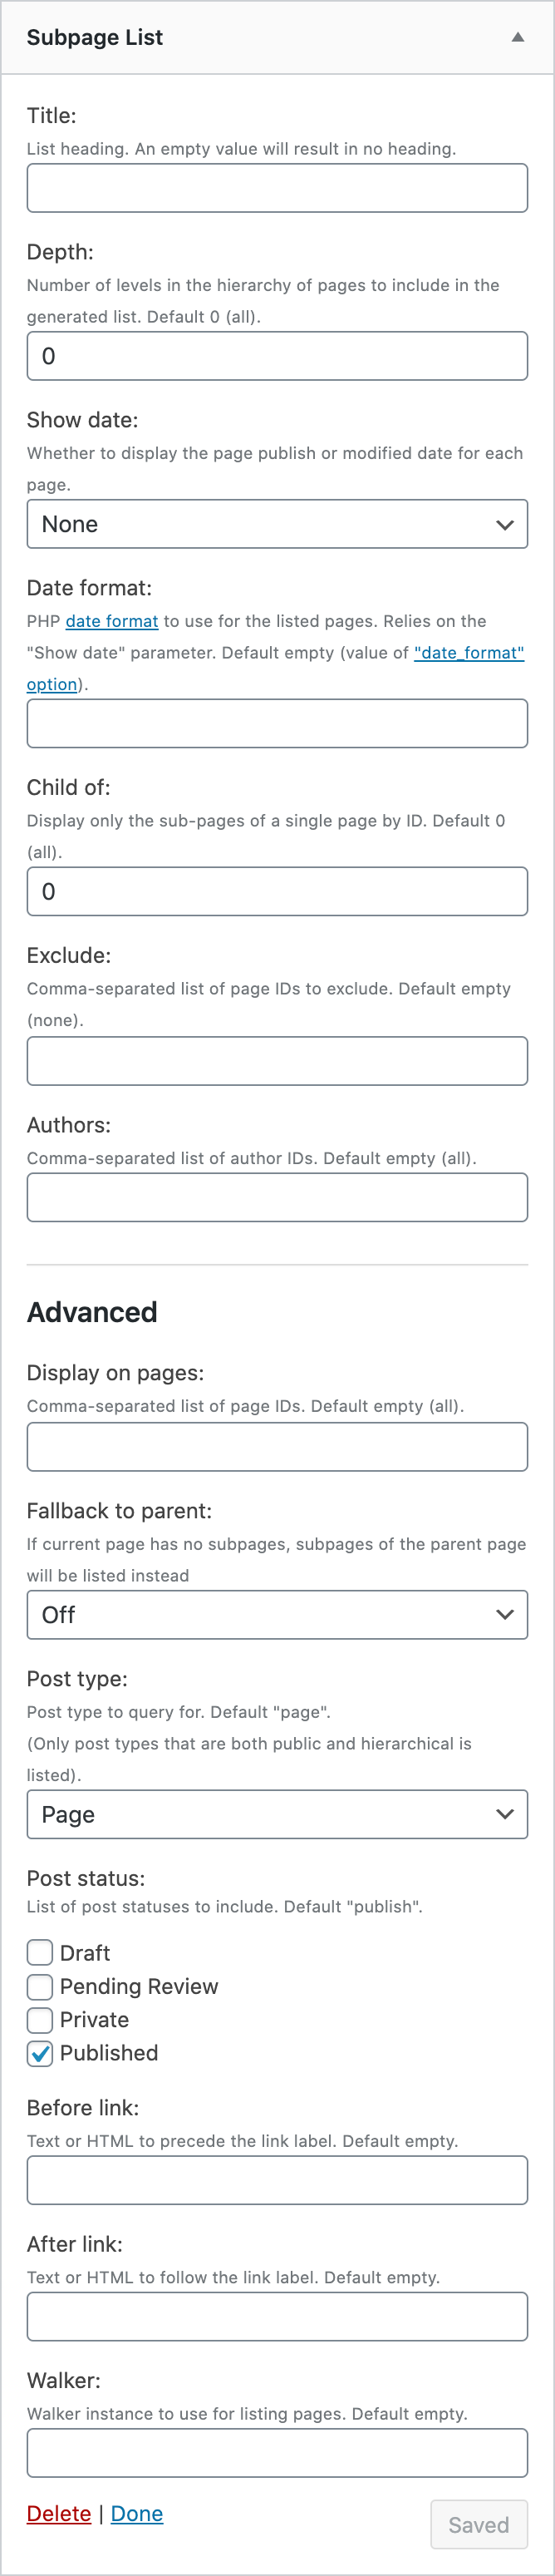 Subpage List
Title:
List heading. An empty value will result in no heading.
Depth:
Number of levels in the hierarchy of pages to include in the
generated list. Default 0 (all).
0
Show date:
Whether to display the page publish or modified date for each
page.
None
Date format:
PHP date format to use for the listed pages. Relies on the
"Show date" parameter. Default empty (value of "date_format"
option).
Child of:
Display only the sub-pages of a single page by ID. Default 0
(all).
0
Exclude:
Comma-separated list of page IDs to exclude. Default empty
(none).
Authors:
Comma-separated list of author IDs. Default empty (all).
Advanced
Display on pages:
Comma-separated list of page IDs. Default empty (all).
Fallback to parent:
If current page has no subpages, subpages of the parent page
will be listed instead
Off
Post type:
Post type to query for. Default "page".
(Only post types that are both public and hierarchical is
listed).
Page
Post status:
List of post statuses to include. Default "publish".
Draft
Pending Review
Private
Published
Before link:
Text or HTML to precede the link label. Default empty.
After link:
Text or HTML to follow the link label. Default empty.
Walker:
Walker instance to use for listing pages. Default empty.
Delete | Done
Saved